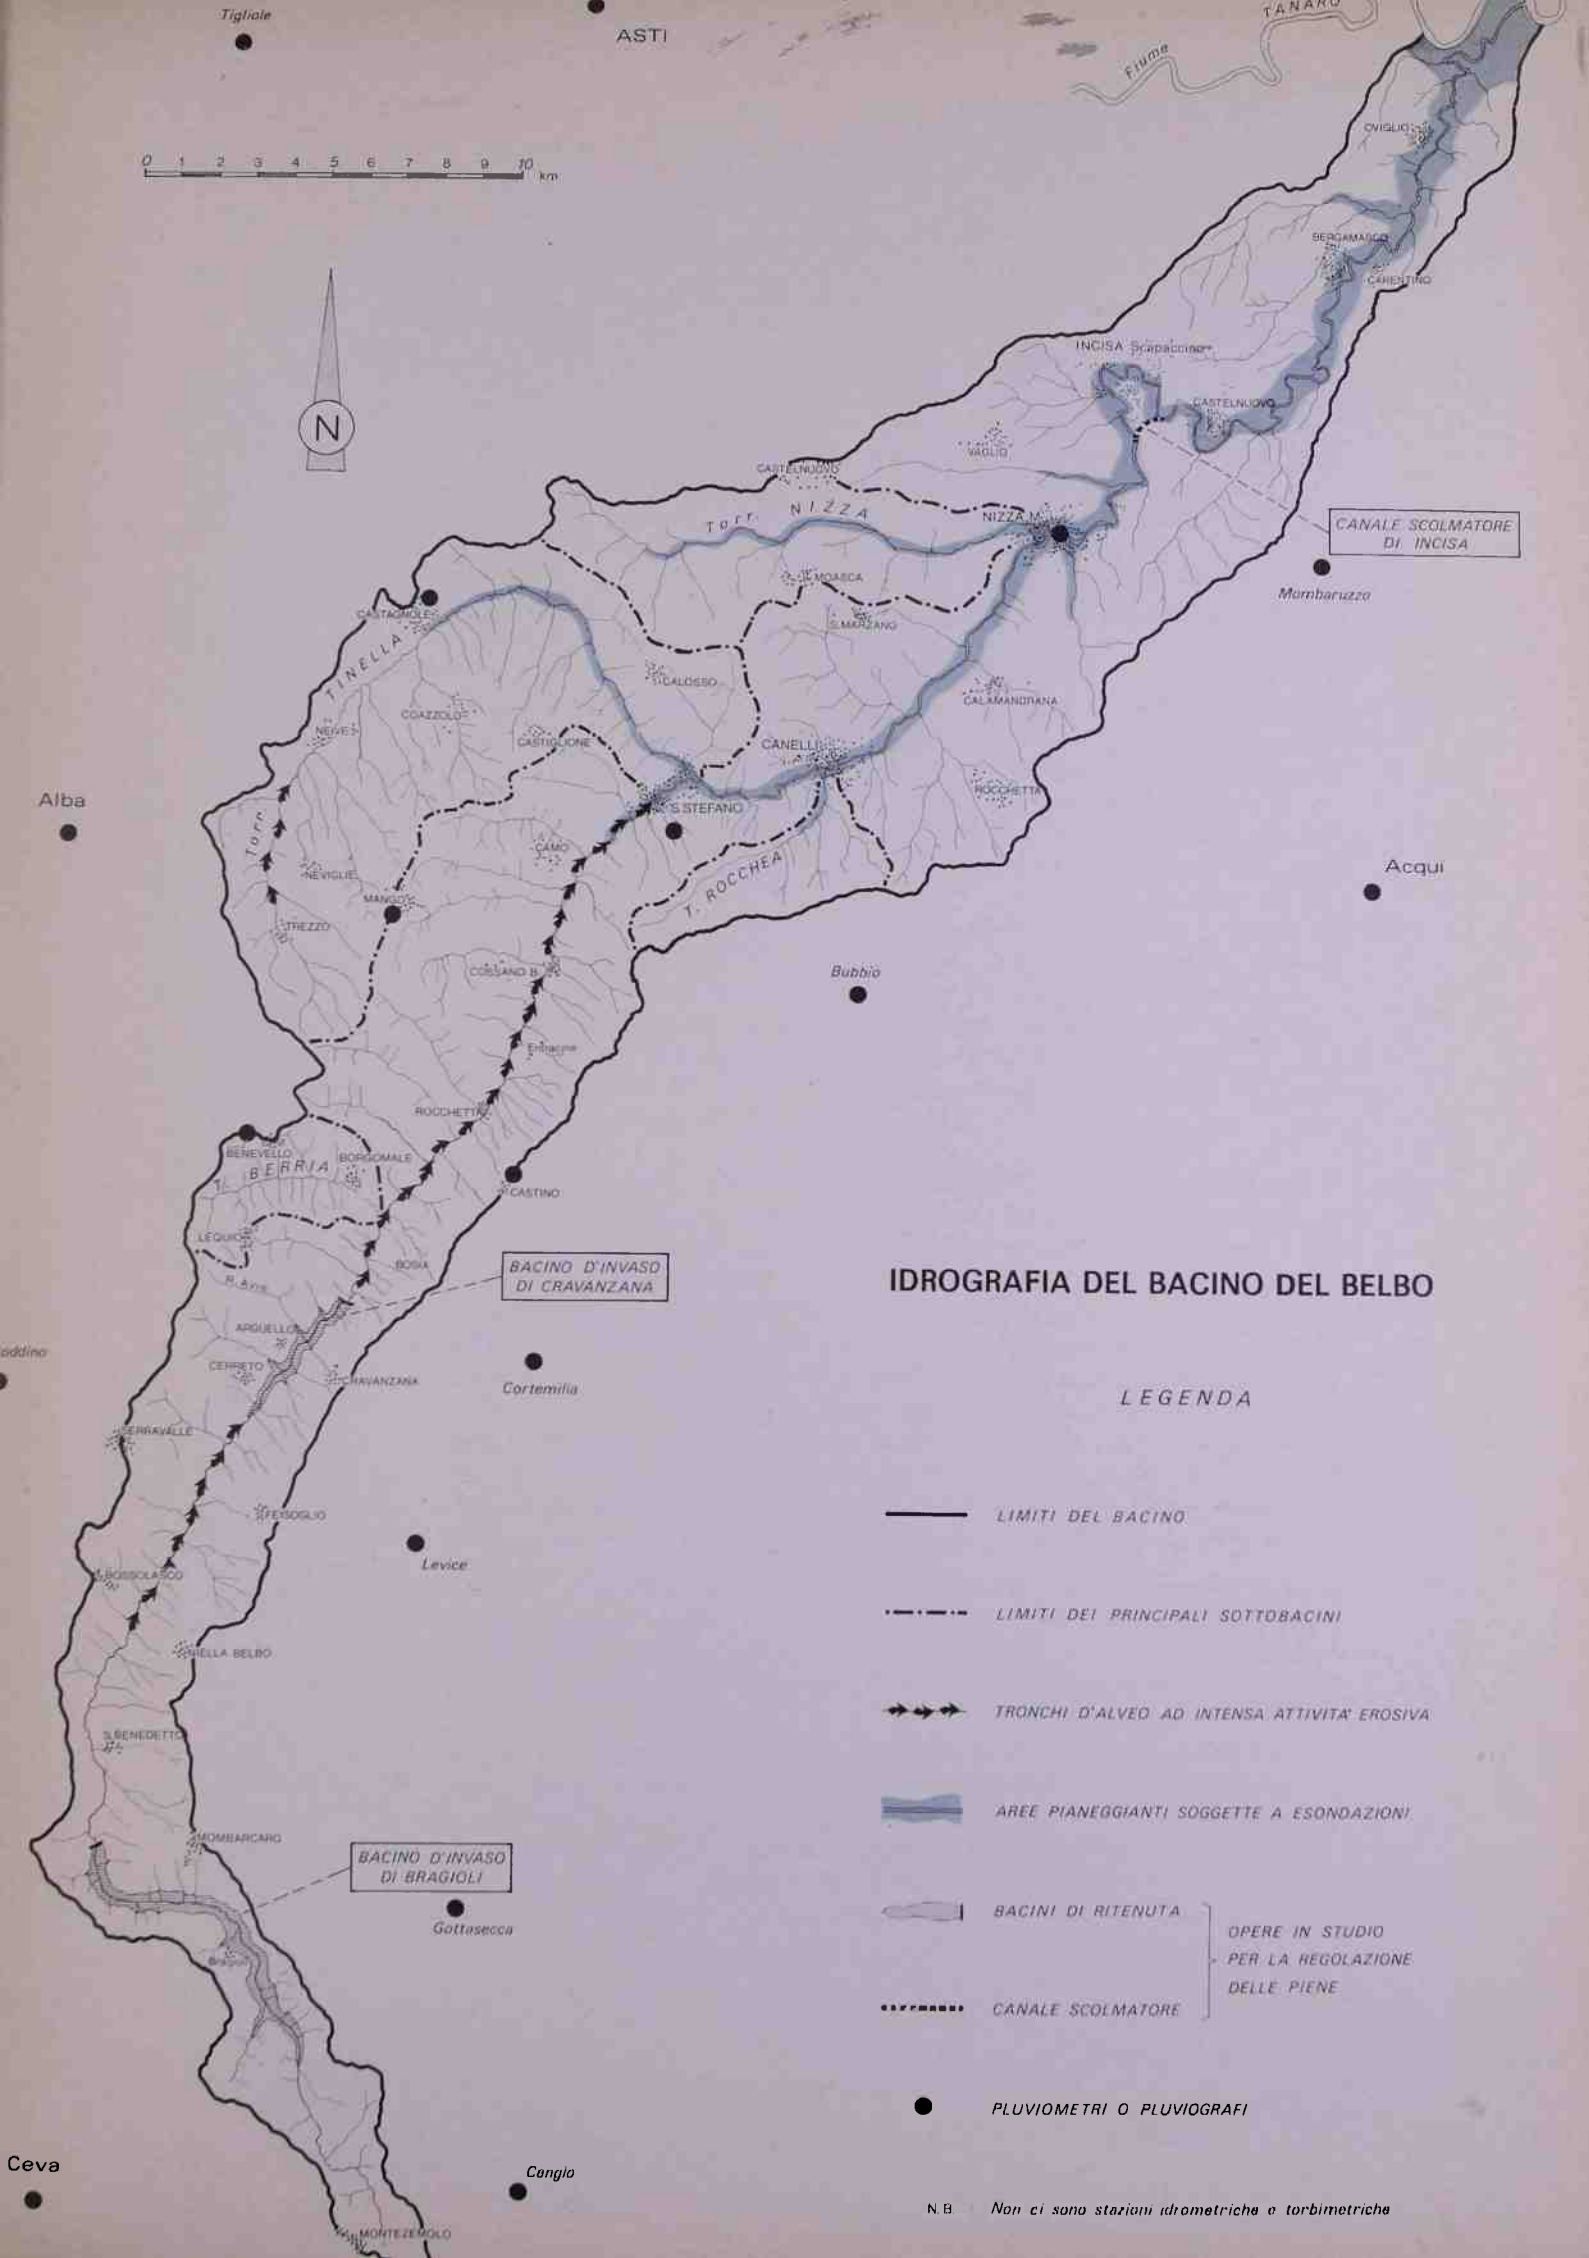 Tigliole
ASTI
Fiume
TANARO
0 1 2 3 4 5 6 7 8 9 10
km
OVIGLIO
BERGAMASCO
CARENTINO
N
INCISA Scapaccino
CASTELNUOVO
VAGLIO
CASTELNUOVO
Torr. NIZZA
NIZZA M.
CANALE SCOLMATORE
DI INCISA
MOASCA
Mombaruzzo
CASTAGNOLE
S.MARZANO
TINELLA
CALOSSO
CALAMANDRANA
COAZZOLO
NEIVE
CASTIGLIONE
CANELLI
ROCCHETTA
Alba
S.STEFANO
Torr.
CAMO
T. ROCCHEA
Acqui
NEVIGLIE
MANGO
TREZZO
COSSANO B.
Bubbio
ROCCHETTA
BENEVELLO
BORGOMALE
T. BERRIA
CASTINO
LEQUIO
BOSIA
BACINO D'INVASO
DI CRAVANZANA
IDROGRAFIA DEL BACINO DEL BELBO
ARGUELLO
oddino
CERRETO
CRAVANZANA
Cortemilia
LEGENDA
SERRAVALLE
FEISOGLIO
LIMITI DEL BACINO
Levice
BOSSOLASCO
LIMITI DEI PRINCIPALI SOTTOBACINI
NIELLA BELBO
TRONCHI D'ALVEO AD INTENSA ATTIVITA' EROSIVA
S.BENEDETTO
AREE PIANEGGIANTI SOGGETTE A ESONDAZIONI
MOMBARCARO
BACINO D'INVASO
DI BRAGIOLI
Gottasecca
BACINI DI RITENUTA
OPERE IN STUDIO
PER LA REGOLAZIONE
DELLE PIENE
Bragioli
CANALE SCOLMATORE
PLUVIOMETRI O PLUVIOGRAFI
Ceva
Cengio
N.B. Non ci sono stazioni idrometriche o torbimetriche
MONTEZEMOLO